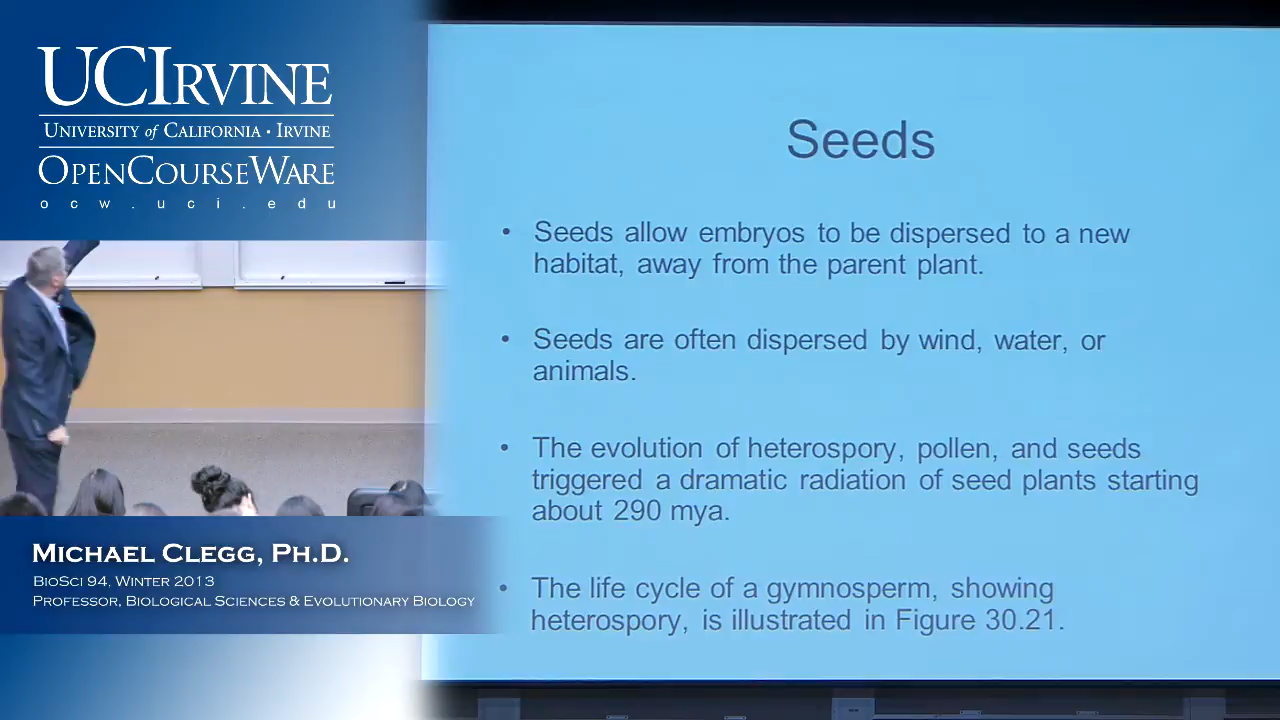 UCIRVINE
UNIVERSITY of CALIFORNIA · IRVINE
OPENCOURSEWARE
ocw.uci.edu
MICHAEL CLEGG, PH.D.
BIOSCI 94, WINTER 2013
PROFESSOR, BIOLOGICAL SCIENCES & EVOLUTIONARY BIOLOGY
Seeds
• Seeds allow embryos to be dispersed to a new
habitat, away from the parent plant.
• Seeds are often dispersed by wind, water, or
animals.
• The evolution of heterospory, pollen, and seeds
triggered a dramatic radiation of seed plants starting
about 290 mya.
• The life cycle of a gymnosperm, showing
heterospory, is illustrated in Figure 30.21.